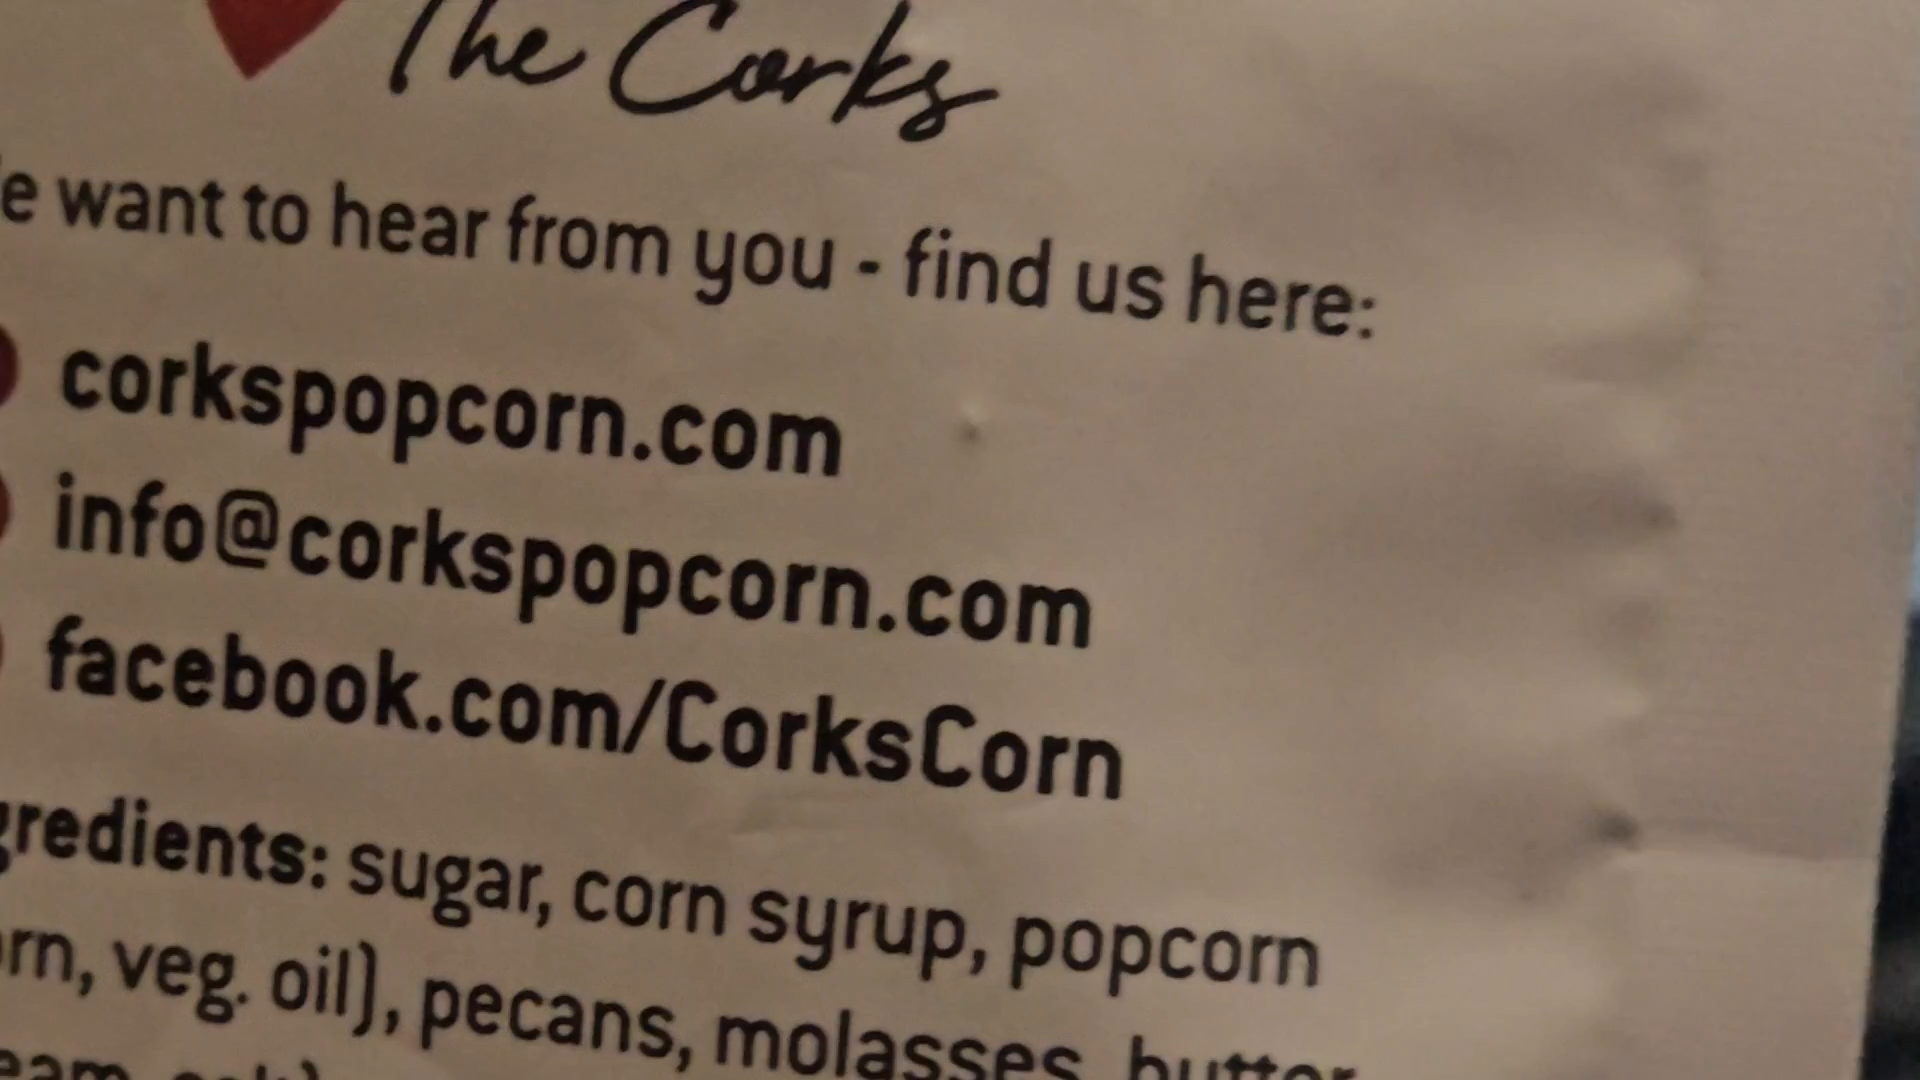 The Corks
e want to hear from you - find us here:
corkspopcorn.com
info@corkspopcorn.com
facebook.com/CorksCorn
gredients: sugar, corn syrup, popcorn
rn, veg. oil), pecans, molasses, butter